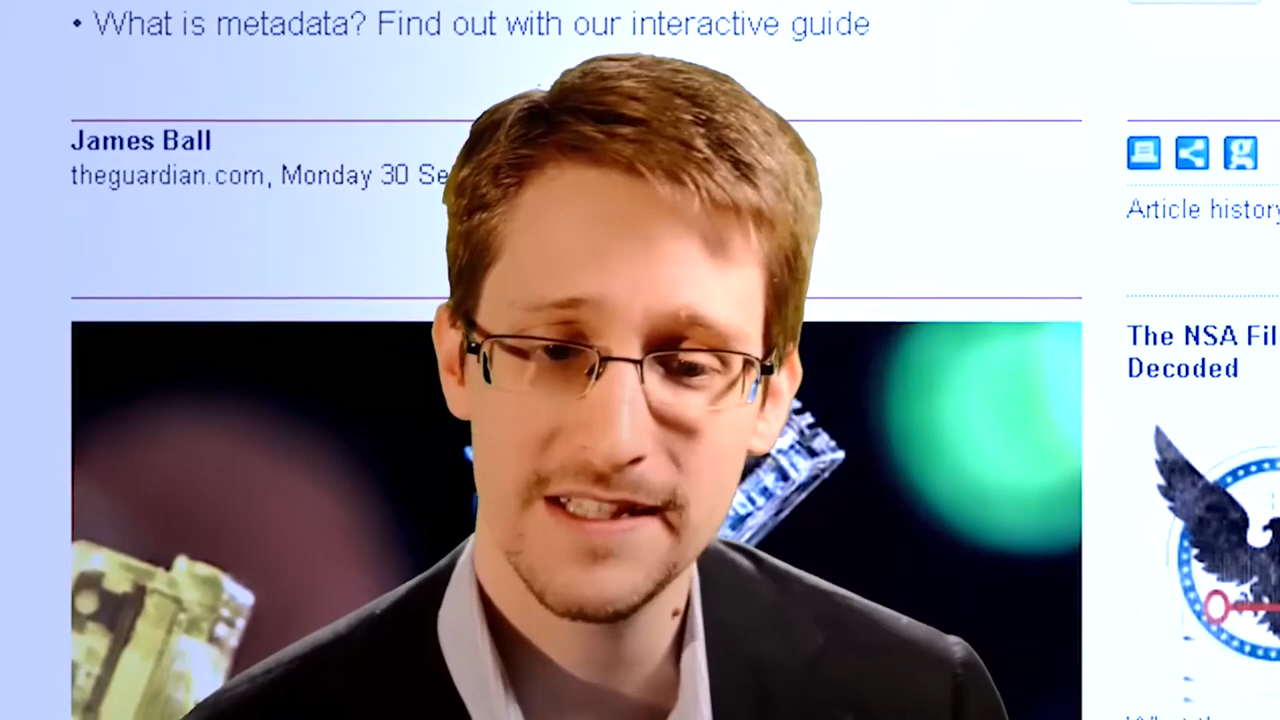 • What is metadata? Find out with our interactive guide
James Ball
theguardian.com, Monday 30 Se
Article history
The NSA Fil
Decoded